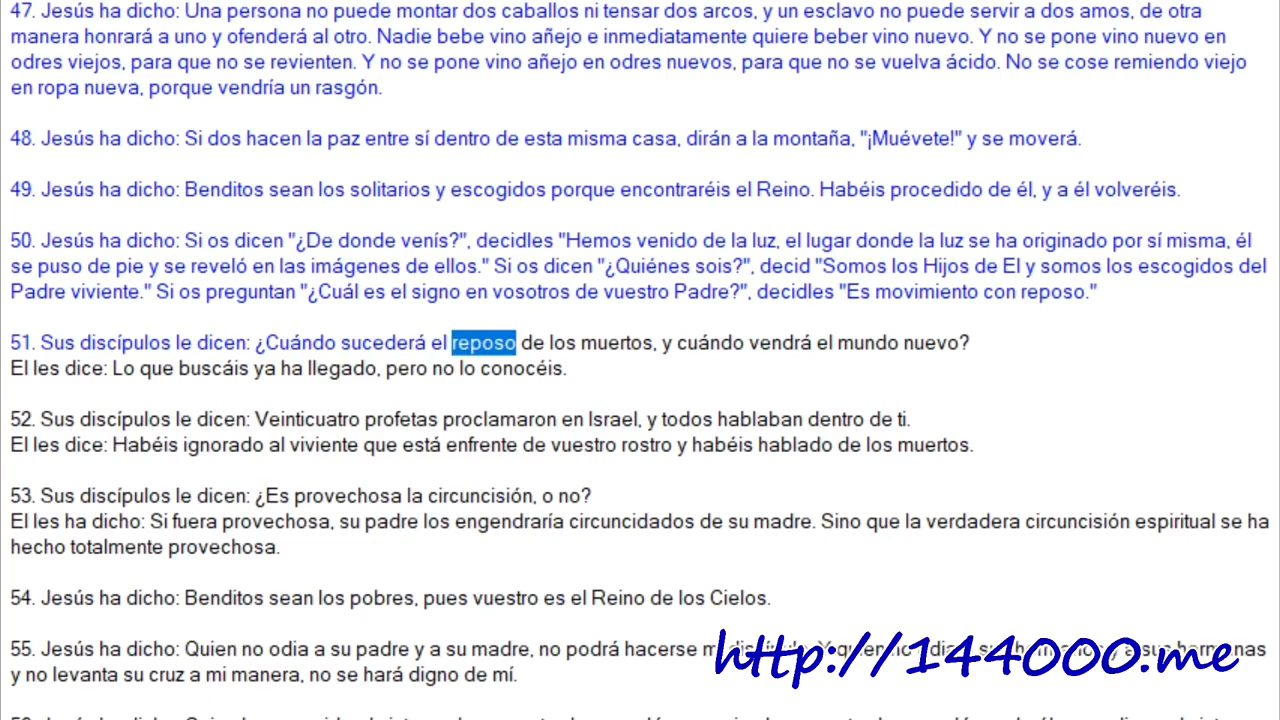 47. Jesús ha dicho: Una persona no puede montar dos caballos ni tensar dos arcos, y un esclavo no puede servir a dos amos, de otra
manera honrará a uno y ofenderá al otro. Nadie bebe vino añejo e inmediatamente quiere beber vino nuevo. Y no se pone vino nuevo en
odres viejos, para que no se revienten. Y no se pone vino añejo en odres nuevos, para que no se vuelva ácido. No se cose remiendo viejo
en ropa nueva, porque vendría un rasgón.
48. Jesús ha dicho: Si dos hacen la paz entre sí dentro de esta misma casa, dirán a la montaña, "¡Muévete!" y se moverá.
49. Jesús ha dicho: Benditos sean los solitarios y escogidos porque encontraréis el Reino. Habéis procedido de él, y a él volveréis.
50. Jesús ha dicho: Si os dicen "¿De donde venís?", decidles "Hemos venido de la luz, el lugar donde la luz se ha originado por sí misma, él
se puso de pie y se reveló en las imágenes de ellos." Si os dicen "¿Quiénes sois?", decid "Somos los Hijos de El y somos los escogidos del
Padre viviente." Si os preguntan "¿Cuál es el signo en vosotros de vuestro Padre?", decidles "Es movimiento con reposo."
51. Sus discípulos le dicen: ¿Cuándo sucederá el reposo de los muertos, y cuándo vendrá el mundo nuevo?
El les dice: Lo que buscáis ya ha llegado, pero no lo conocéis.
52. Sus discípulos le dicen: Veinticuatro profetas proclamaron en Israel, y todos hablaban dentro de ti.
El les dice: Habéis ignorado al viviente que está enfrente de vuestro rostro y habéis hablado de los muertos.
53. Sus discípulos le dicen: ¿Es provechosa la circuncisión, o no?
El les ha dicho: Si fuera provechosa, su padre los engendraría circuncidados de su madre. Sino que la verdadera circuncisión espiritual se ha
hecho totalmente provechosa.
54. Jesús ha dicho: Benditos sean los pobres, pues vuestro es el Reino de los Cielos.
55. Jesús ha dicho: Quien no odia a su padre y a su madre, no podrá hacerse
y no levanta su cruz a mi manera, no se hará digno de mí.
http://144000.me